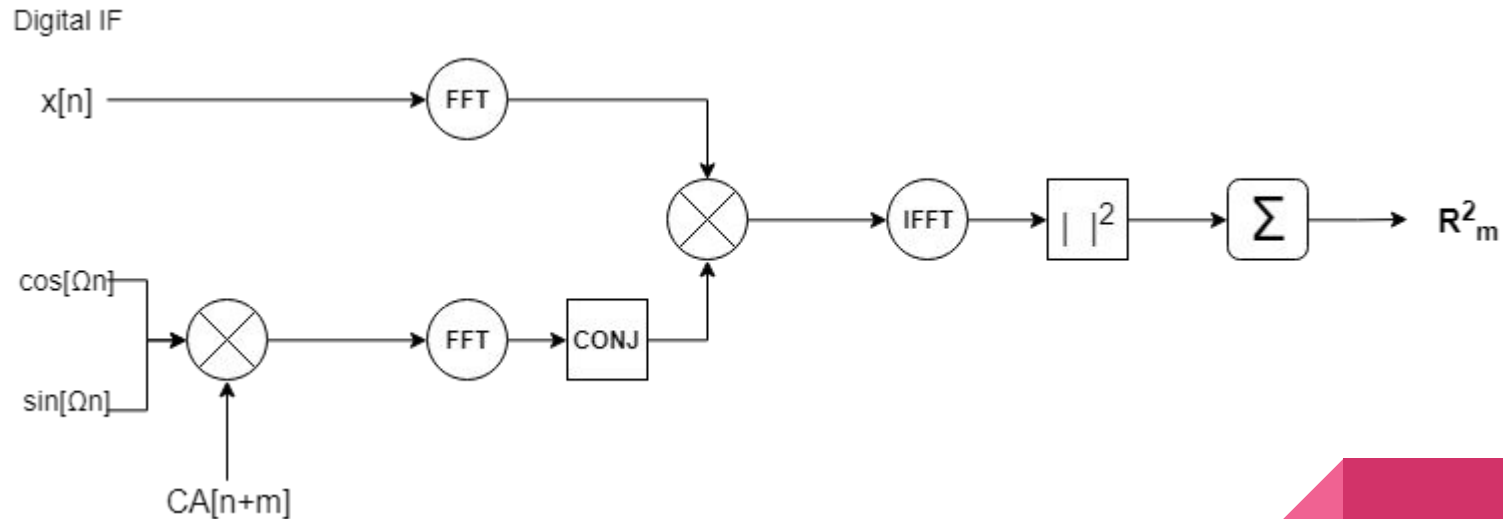 Digital IF
x[n]
FFT
IFFT
| |²
Σ
R²ₘ
cos[Ωn]
FFT
CONJ
sin[Ωn]
CA[n+m]